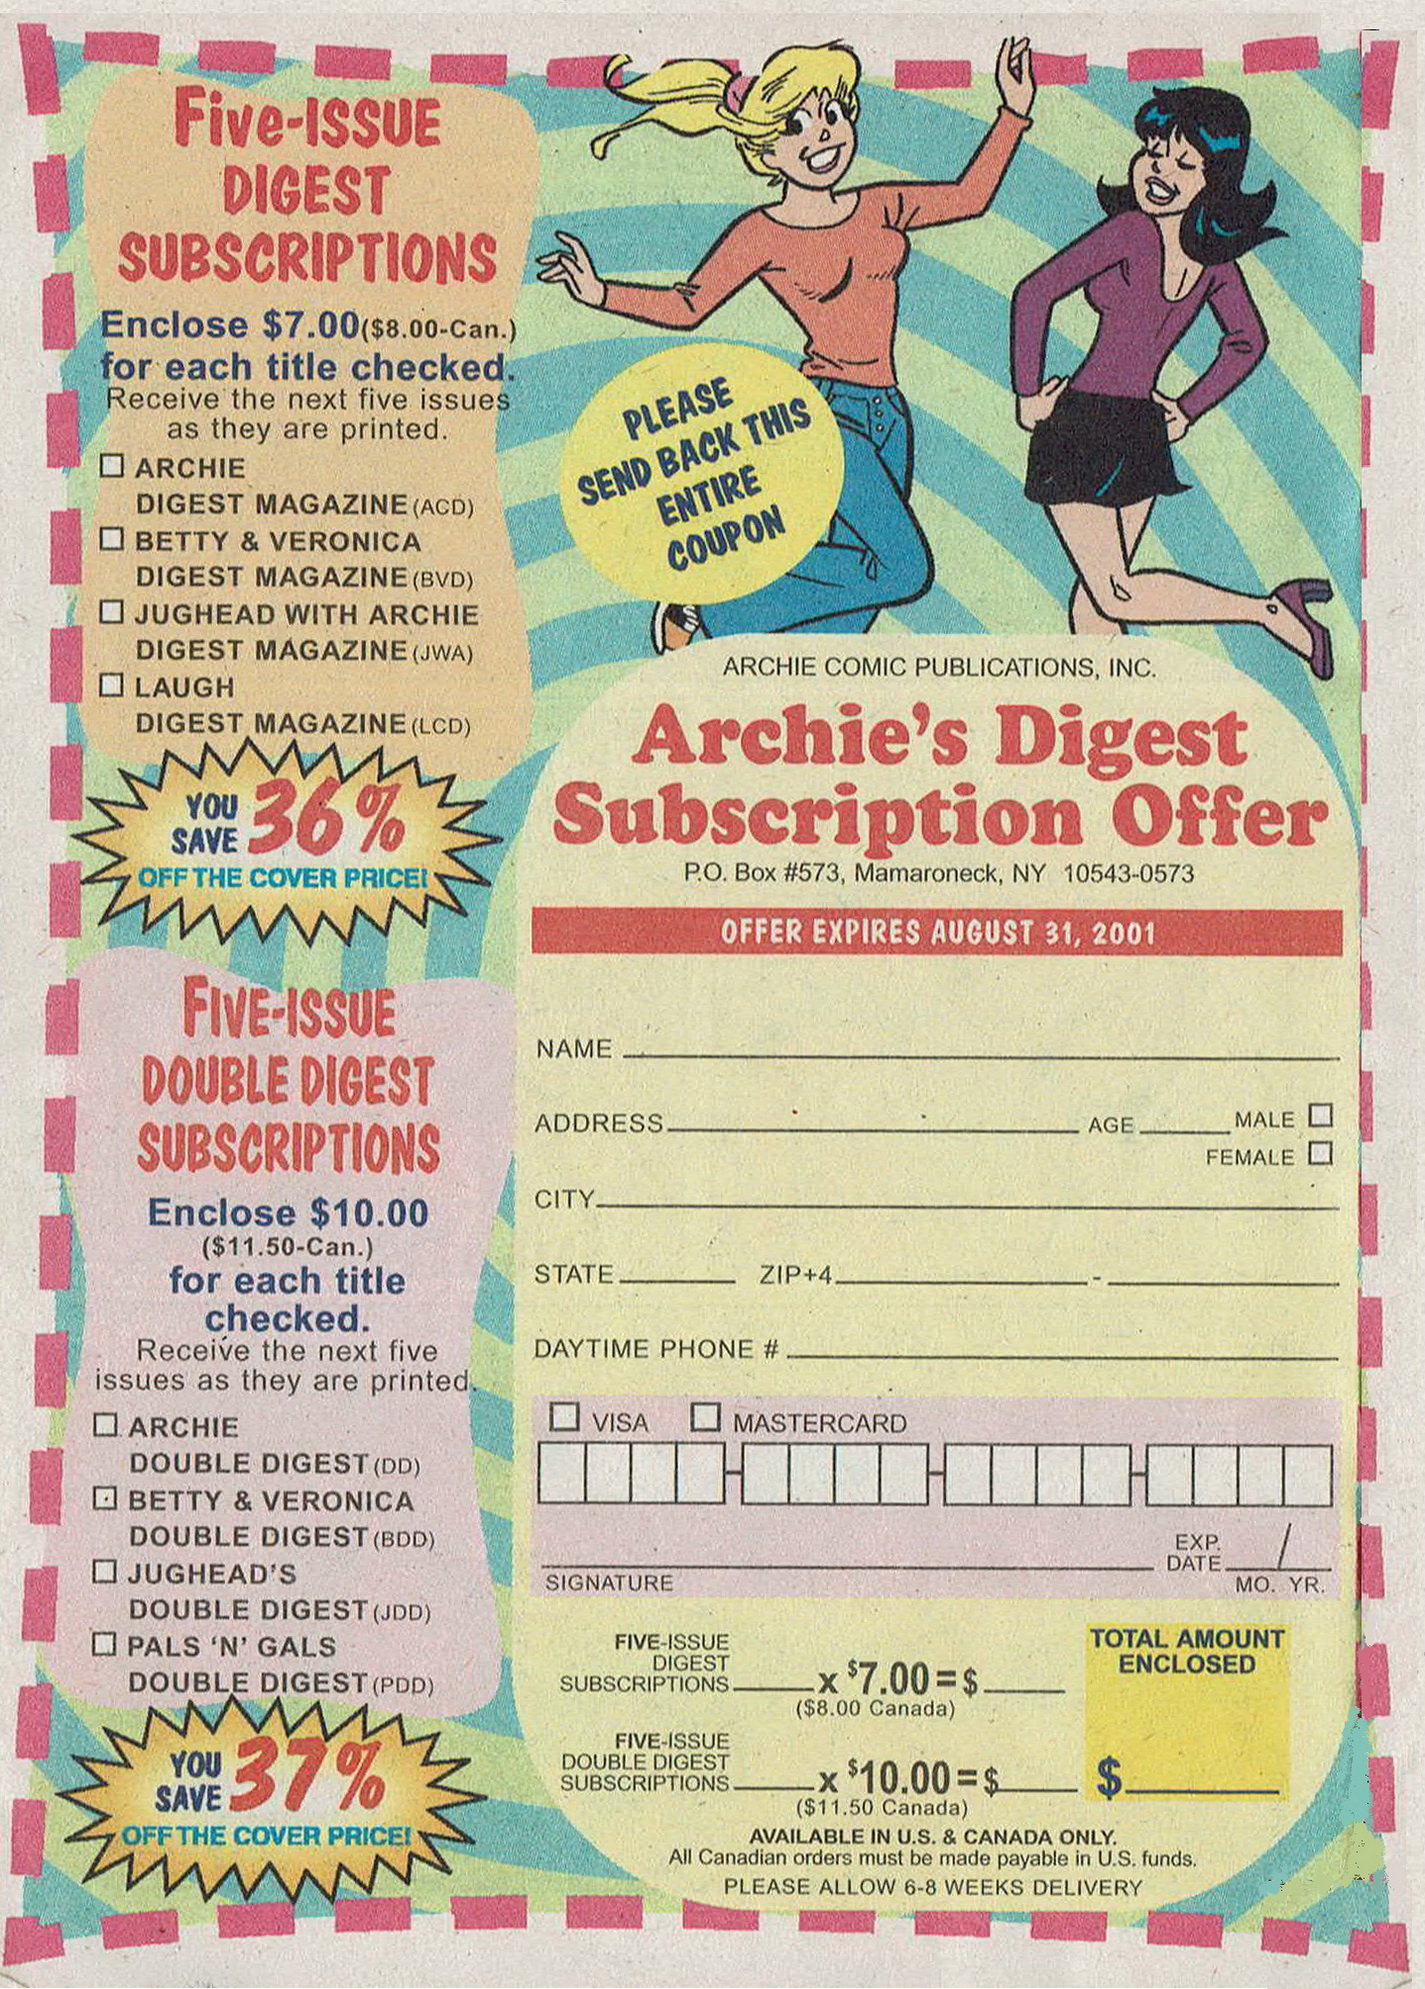 Five-ISSUE
DIGEST
SUBSCRIPTIONS
Enclose $7.00 ($8.00-Can.)
for each title checked.
Receive the next five issues
as they are printed.
ARCHIE
DIGEST MAGAZINE (ACD)
BETTY & VERONICA
DIGEST MAGAZINE (BVD)
JUGHEAD WITH ARCHIE
DIGEST MAGAZINE (JWA)
LAUGH
DIGEST MAGAZINE (LCD)
YOU
SAVE 36%
OFF THE COVER PRICE!
FIVE-ISSUE
DOUBLE DIGEST
SUBSCRIPTIONS
Enclose $10.00
($11.50-Can.)
for each title
checked.
Receive the next five
issues as they are printed.
ARCHIE
DOUBLE DIGEST (DD)
BETTY & VERONICA
DOUBLE DIGEST (BDD)
JUGHEAD'S
DOUBLE DIGEST (JDD)
PALS 'N' GALS
DOUBLE DIGEST (PDD)
YOU
SAVE 37%
OFF THE COVER PRICE!
PLEASE
SEND BACK THIS
ENTIRE
COUPON
ARCHIE COMIC PUBLICATIONS, INC.
Archie's Digest
Subscription Offer
P.O. Box #573, Mamaroneck, NY 10543-0573
OFFER EXPIRES AUGUST 31, 2001
NAME
ADDRESS AGE MALE
FEMALE
CITY
STATE ZIP+4 -
DAYTIME PHONE #
VISA MASTERCARD
EXP.
DATE /
SIGNATURE MO. YR.
FIVE-ISSUE
DIGEST
SUBSCRIPTIONS x $7.00 = $
($8.00 Canada)
FIVE-ISSUE
DOUBLE DIGEST
SUBSCRIPTIONS x $10.00 = $
($11.50 Canada)
TOTAL AMOUNT
ENCLOSED
$
AVAILABLE IN U.S. & CANADA ONLY.
All Canadian orders must be made payable in U.S. funds.
PLEASE ALLOW 6-8 WEEKS DELIVERY